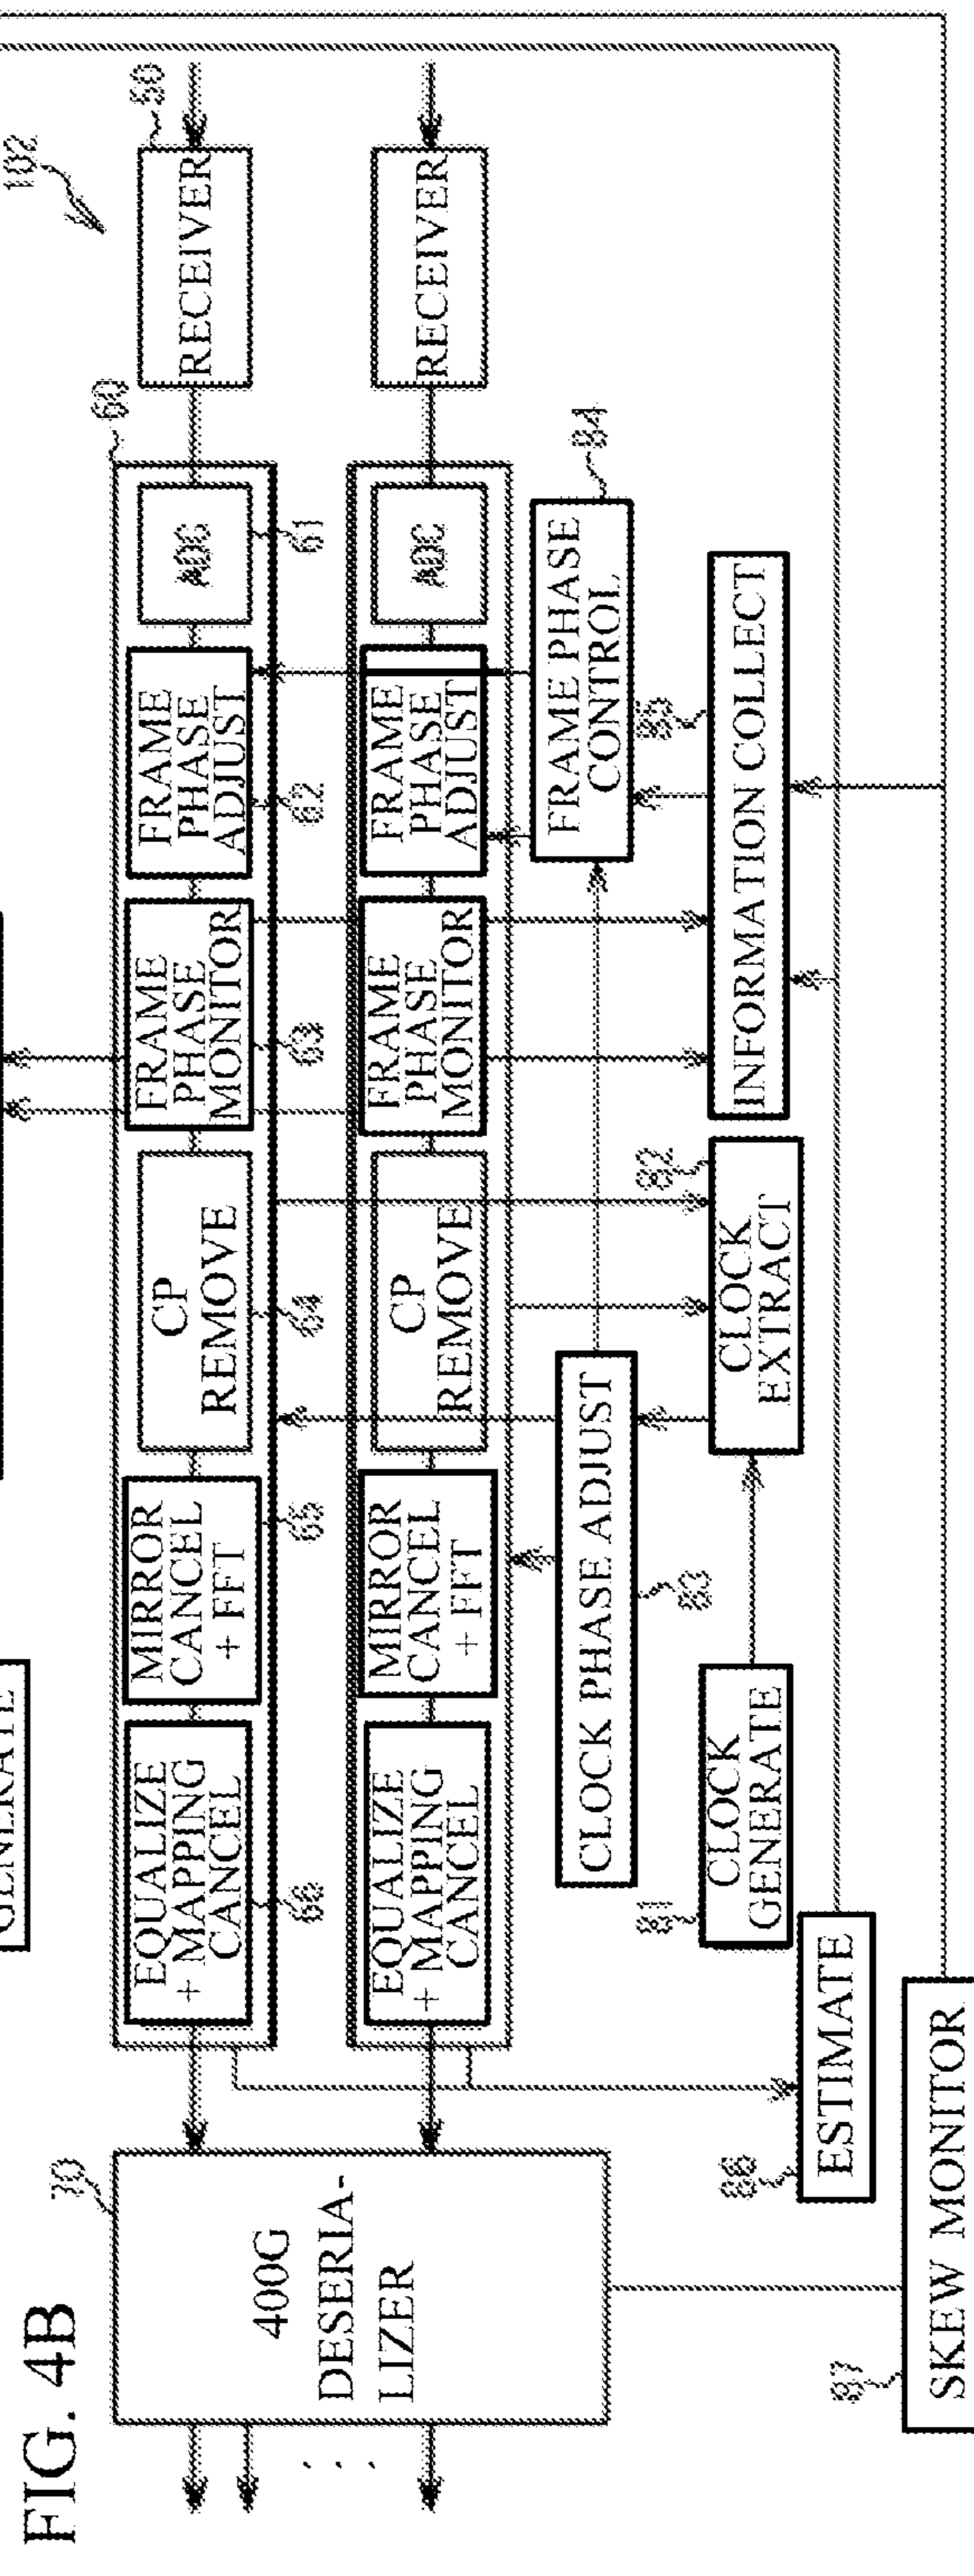 FIG. 4B
102
50
RECEIVER
RECEIVER
60
ADC
61
FRAME
PHASE
ADJUST
62
FRAME
PHASE
MONITOR
63
CP
REMOVE
64
MIRROR
CANCEL
+ FFT
65
EQUALIZE
+ MAPPING
CANCEL
66
ADC
FRAME
PHASE
ADJUST
FRAME
PHASE
MONITOR
CP
REMOVE
MIRROR
CANCEL
+ FFT
EQUALIZE
+ MAPPING
CANCEL
70
400G
DESERIA-
LIZER
84
FRAME PHASE
CONTROL
85
INFORMATION COLLECT
82
CLOCK
EXTRACT
CLOCK PHASE ADJUST
83
81
CLOCK
GENERATE
86
ESTIMATE
87
SKEW MONITOR
GENERATE